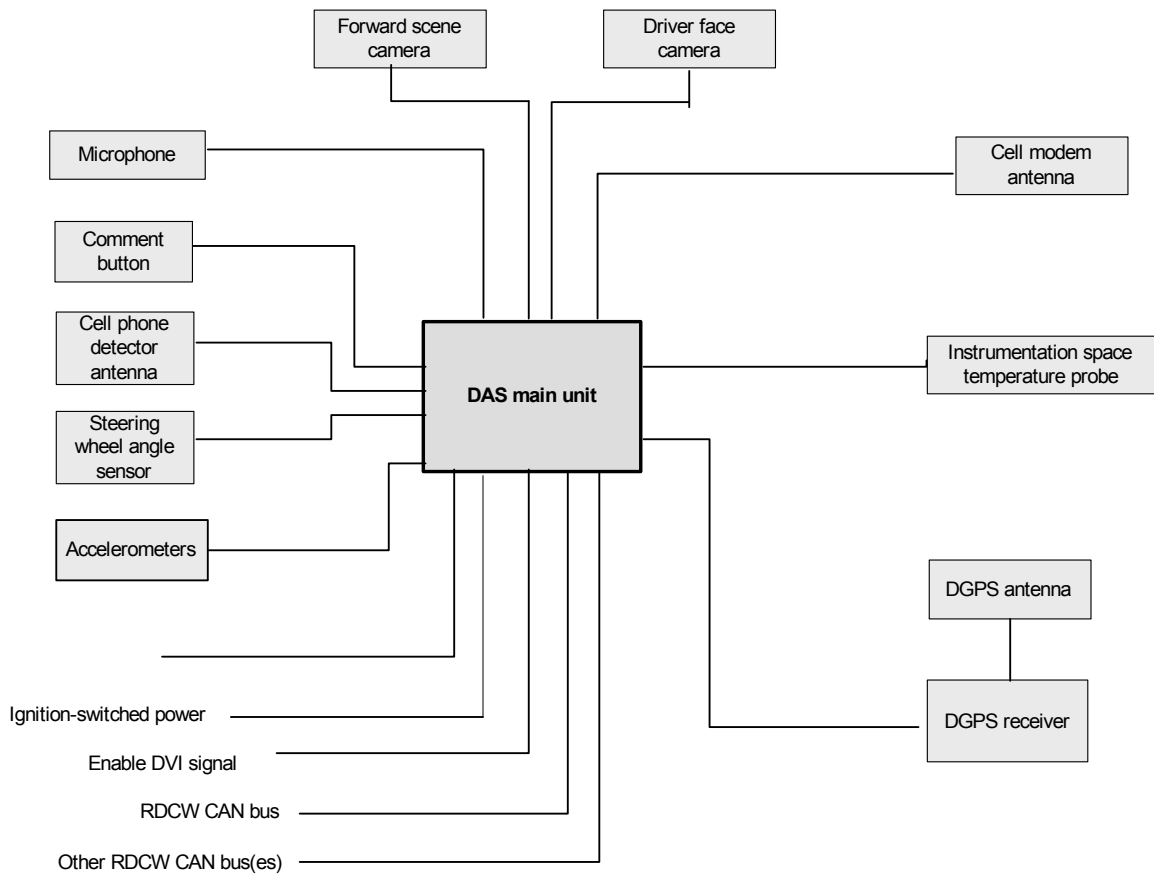 Forward scene
camera
Driver face
camera
Microphone
Cell modem
antenna
Comment
button
Cell phone
detector
antenna
DAS main unit
Instrumentation space
temperature probe
Steering
wheel angle
sensor
Accelerometers
DGPS antenna
Ignition-switched power
DGPS receiver
Enable DVI signal
RDCW CAN bus
Other RDCW CAN bus(es)